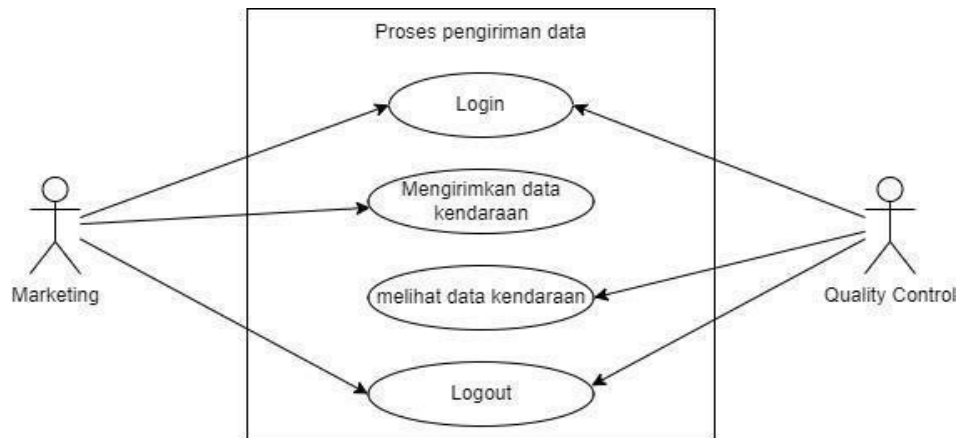 Proses pengiriman data
Login
Mengirimkan data
kendaraan
Marketing
melihat data kendaraan
Quality Control
Logout